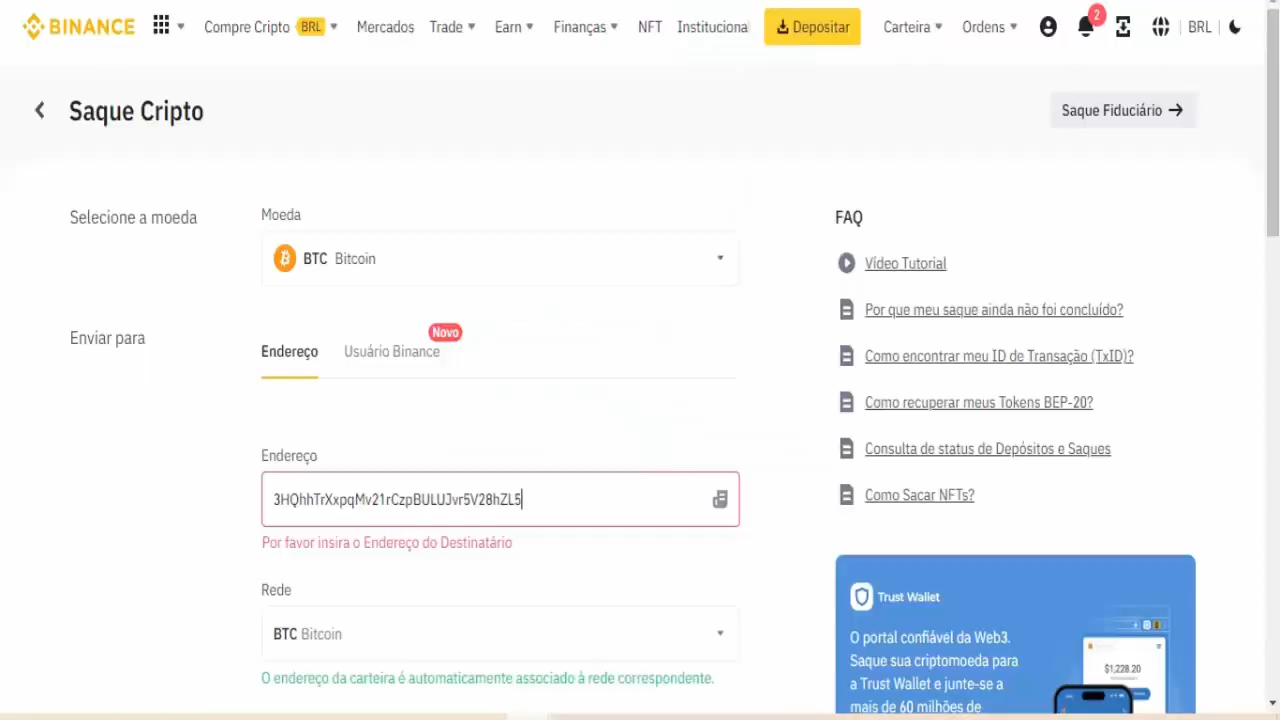 BINANCE
Compre Cripto BRL Mercados Trade Earn Finanças NFT Institucional Depositar Carteira Ordens 2 BRL
Saque Cripto
Saque Fiduciário
Selecione a moeda
Moeda
BTC Bitcoin
Enviar para
Novo
Endereço Usuário Binance
Endereço
3HQhhTrXxpqMv21rCzpBULUJvr5V28hZL5
Por favor insira o Endereço do Destinatário
Rede
BTC Bitcoin
O endereço da carteira é automaticamente associado à rede correspondente.
FAQ
Vídeo Tutorial
Por que meu saque ainda não foi concluído?
Como encontrar meu ID de Transação (TxID)?
Como recuperar meus Tokens BEP-20?
Consulta de status de Depósitos e Saques
Como Sacar NFTs?
Trust Wallet
O portal confiável da Web3.
Saque sua criptomoeda para
a Trust Wallet e junte-se a
mais de 60 milhões de
$1,228.20